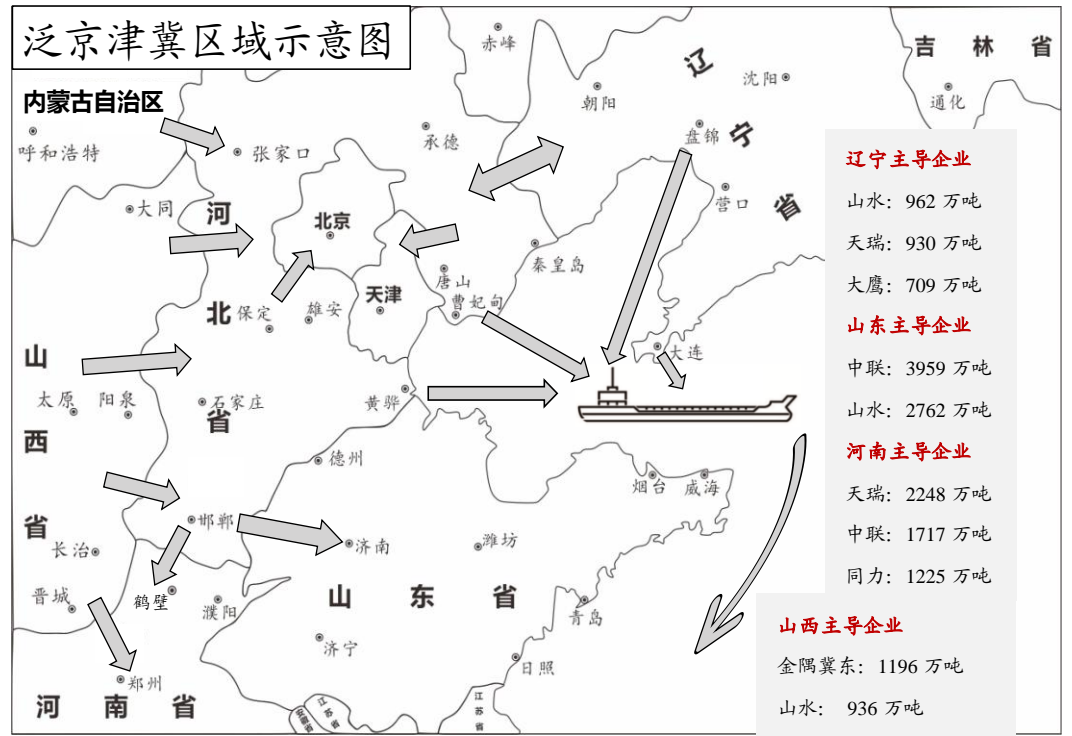 泛京津冀区域示意图
赤峰
吉林省
辽宁省
沈阳
朝阳
通化
内蒙古自治区
呼和浩特
张家口
承德
盘锦
营口
大同
河北省
北京
秦皇岛
唐山
曹妃甸
天津
保定
雄安
大连
山西省
太原
阳泉
石家庄
黄骅
德州
烟台
威海
邯郸
济南
潍坊
长治
晋城
鹤壁
濮阳
山东省
青岛
济宁
日照
郑州
河南省
安徽省
江苏省
江苏省
辽宁主导企业
山水：962 万吨
天瑞：930 万吨
大鹰：709 万吨
山东主导企业
中联：3959 万吨
山水：2762 万吨
河南主导企业
天瑞：2248 万吨
中联：1717 万吨
同力：1225 万吨
山西主导企业
金隅冀东：1196 万吨
山水： 936 万吨